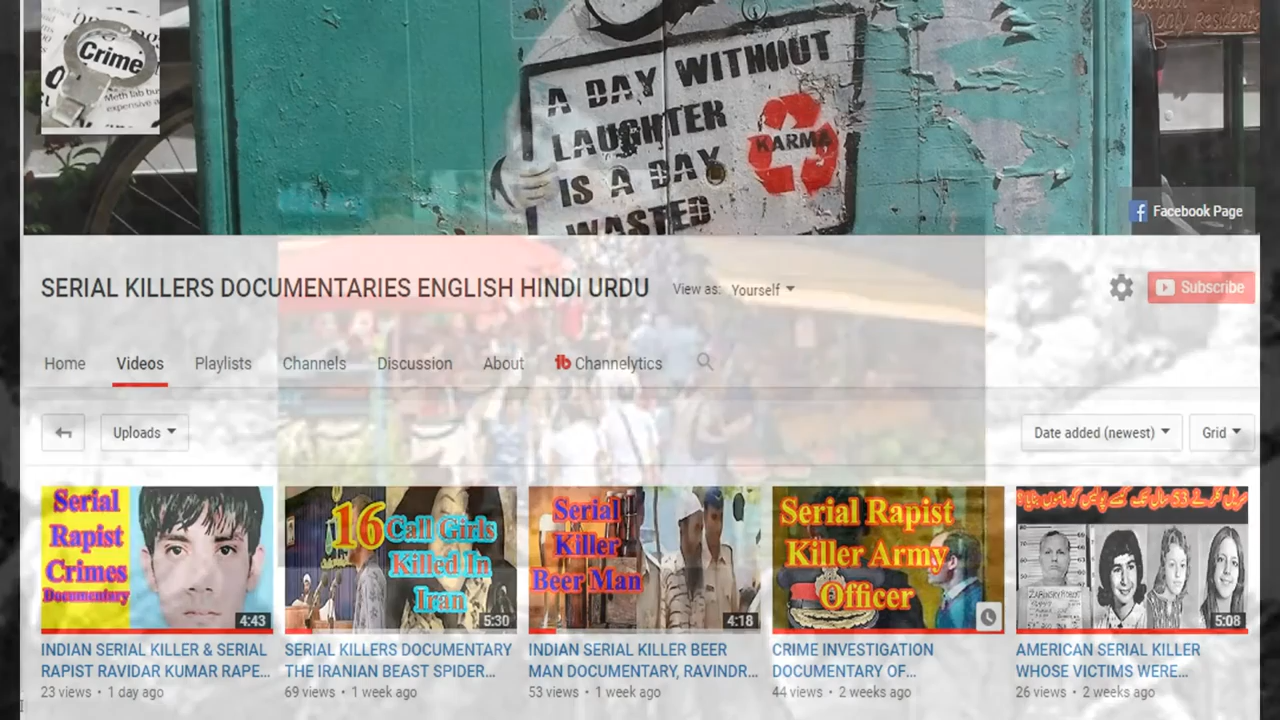 only Residents
Crime
Meth lab bu
expensive a
A DAY WITHOUT
LAUGHTER
IS A DAY
WASTED
KARMA
Facebook Page
SERIAL KILLERS DOCUMENTARIES ENGLISH HINDI URDU
View as: Yourself
Subscribe
Home Videos Playlists Channels Discussion About Channelytics
Uploads
Date added (newest)
Grid
Serial
Rapist
Crimes
Documentary
4:43
16 Call Girls
Killed In
Iran
5:30
Serial
Killer
Beer Man
4:18
Serial Rapist
Killer Army
Officer
5:08
INDIAN SERIAL KILLER & SERIAL
RAPIST RAVIDAR KUMAR RAPE...
23 views • 1 day ago
SERIAL KILLERS DOCUMENTARY
THE IRANIAN BEAST SPIDER...
69 views • 1 week ago
INDIAN SERIAL KILLER BEER
MAN DOCUMENTARY, RAVINDR...
53 views • 1 week ago
CRIME INVESTIGATION
DOCUMENTARY OF...
44 views • 2 weeks ago
AMERICAN SERIAL KILLER
WHOSE VICTIMS WERE...
26 views • 2 weeks ago